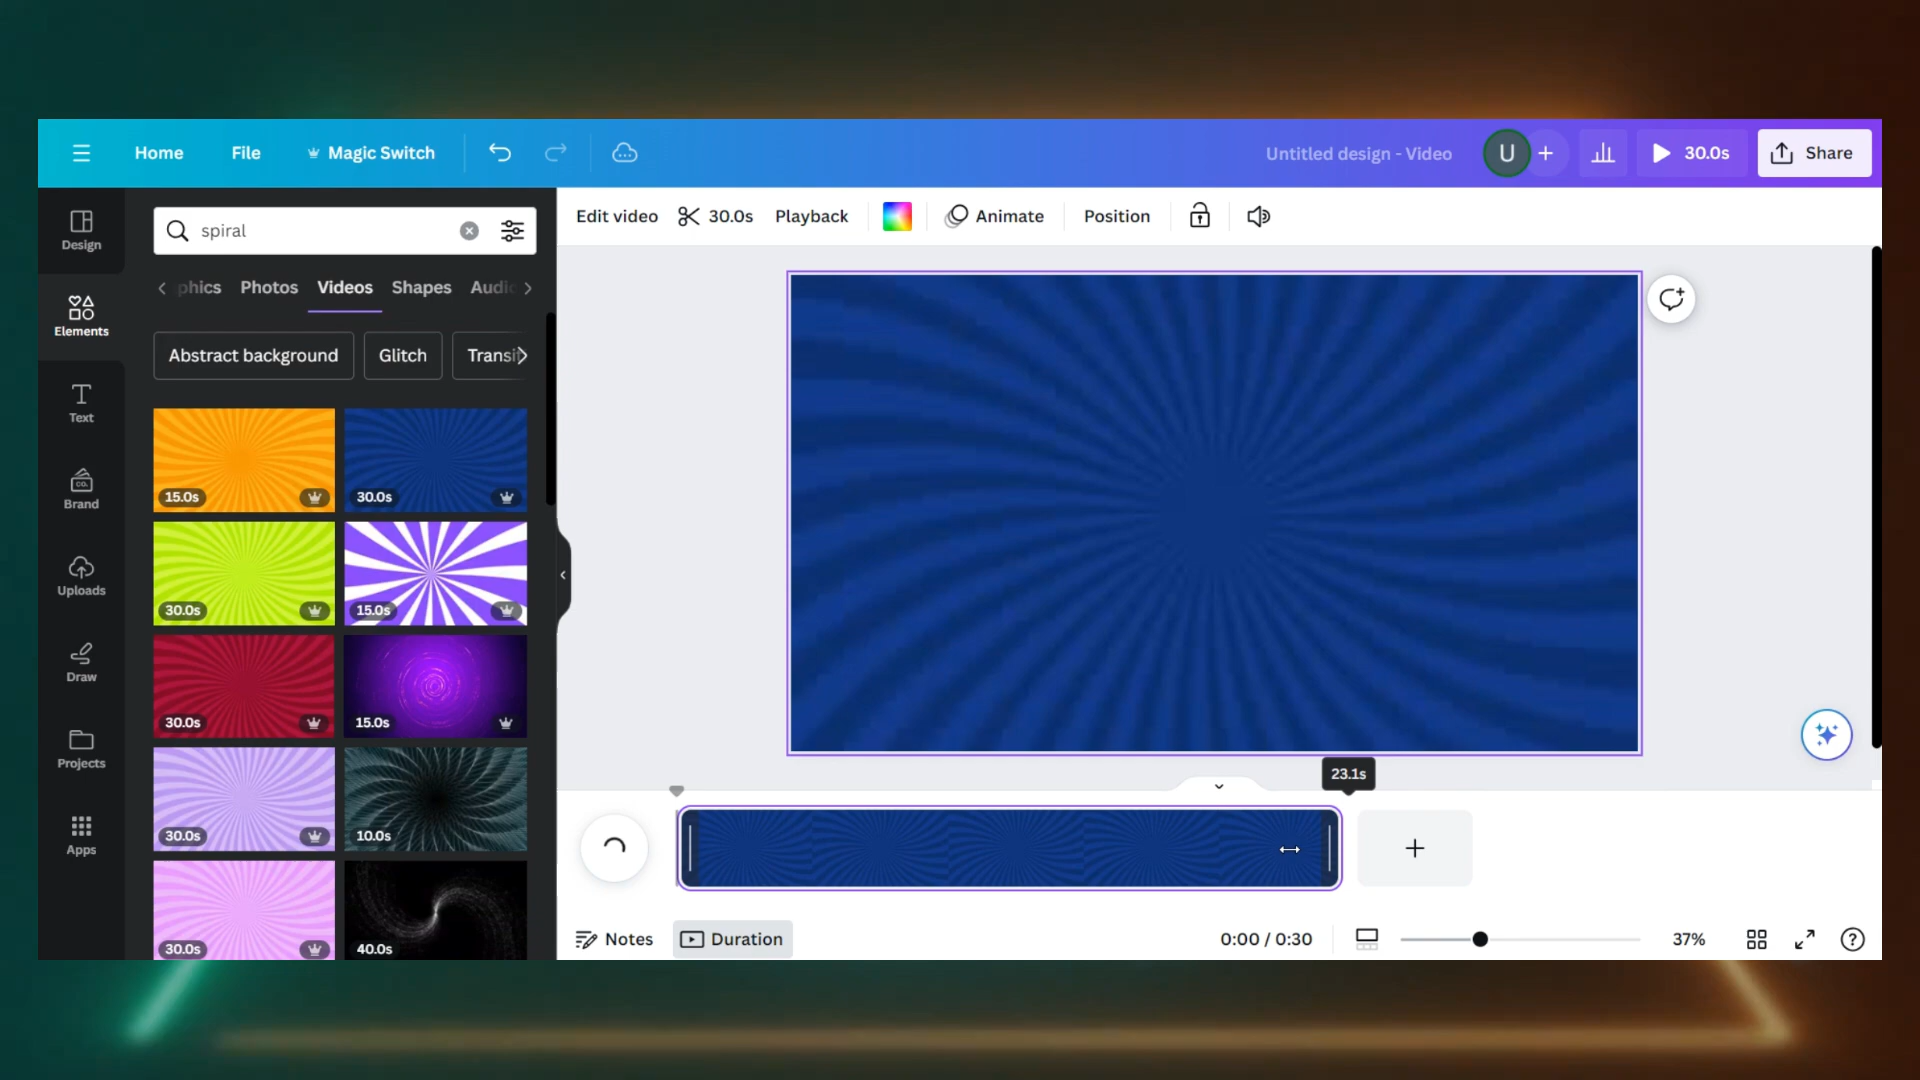 Home File Magic Switch Untitled design - Video U + 30.0s Share
Design
Elements
Text
Brand
Uploads
Draw
Projects
Apps
spiral
phics Photos Videos Shapes Audio
Abstract background Glitch Transit
15.0s 30.0s
30.0s 15.0s
30.0s 15.0s
30.0s 10.0s
30.0s 40.0s
Edit video 30.0s Playback Animate Position
23.1s
+
Notes Duration 0:00 / 0:30 37% ?